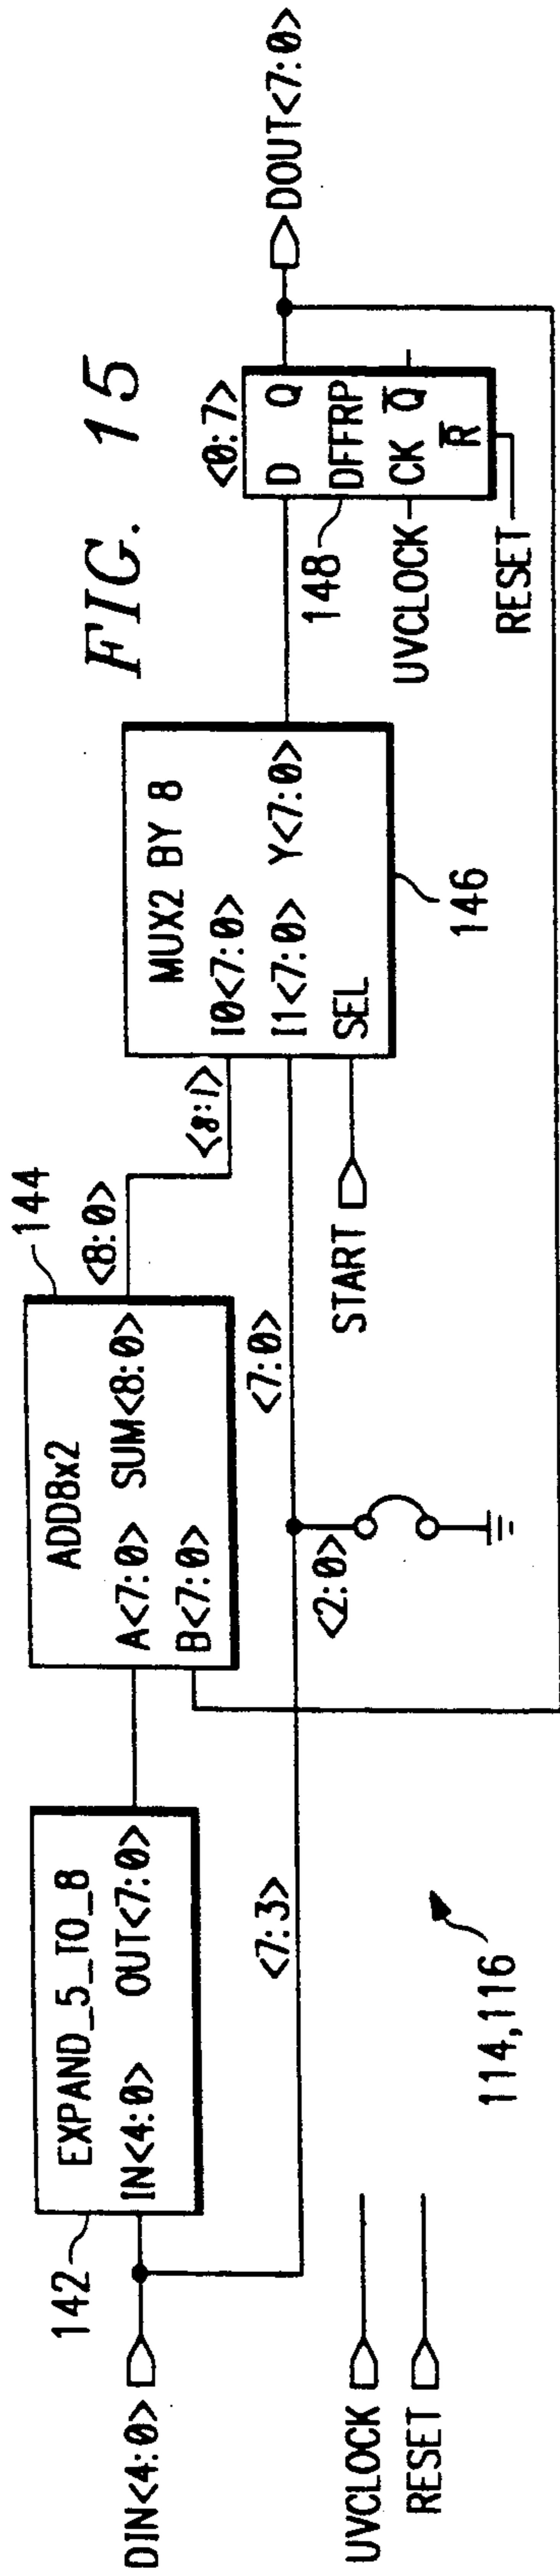 FIG. 15
142
EXPAND_5_TO_8
IN<4:0> OUT<7:0>
DIN<4:0>
144
ADD8x2
A<7:0> SUM<8:0>
B<7:0>
<8:0>
<8:1>
<7:3>
<7:0>
<2:0>
START
MUX2 BY 8
I0<7:0>
I1<7:0> Y<7:0>
SEL
146
<0:7>
D Q
DFFRP
CK Q̅
R̅
148
UVCLOCK
RESET
DOUT<7:0>
UVCLOCK
RESET
114,116